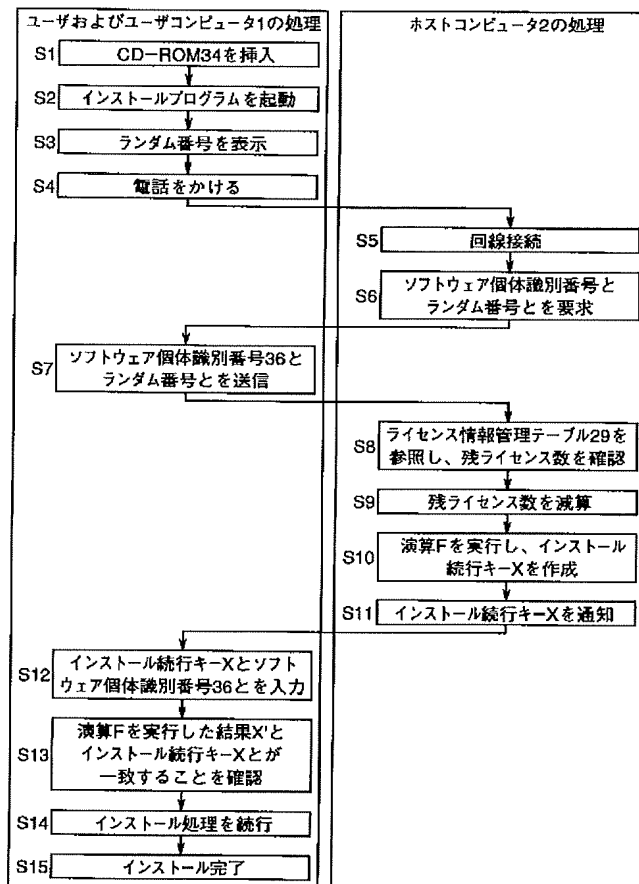 ユーザおよびユーザコンピュータ1の処理
ホストコンピュータ2の処理
S1
CD-ROM34を挿入
S2
インストールプログラムを起動
S3
ランダム番号を表示
S4
電話をかける
S5
回線接続
S6
ソフトウェア個体識別番号と
ランダム番号とを要求
S7
ソフトウェア個体識別番号36と
ランダム番号とを送信
S8
ライセンス情報管理テーブル29を
参照し、残ライセンス数を確認
S9
残ライセンス数を減算
S10
演算Fを実行し、インストール
続行キーXを作成
S11
インストール続行キーXを通知
S12
インストール続行キーXとソフト
ウェア個体識別番号36とを入力
S13
演算Fを実行した結果X'と
インストール続行キーXとが
一致することを確認
S14
インストール処理を続行
S15
インストール完了